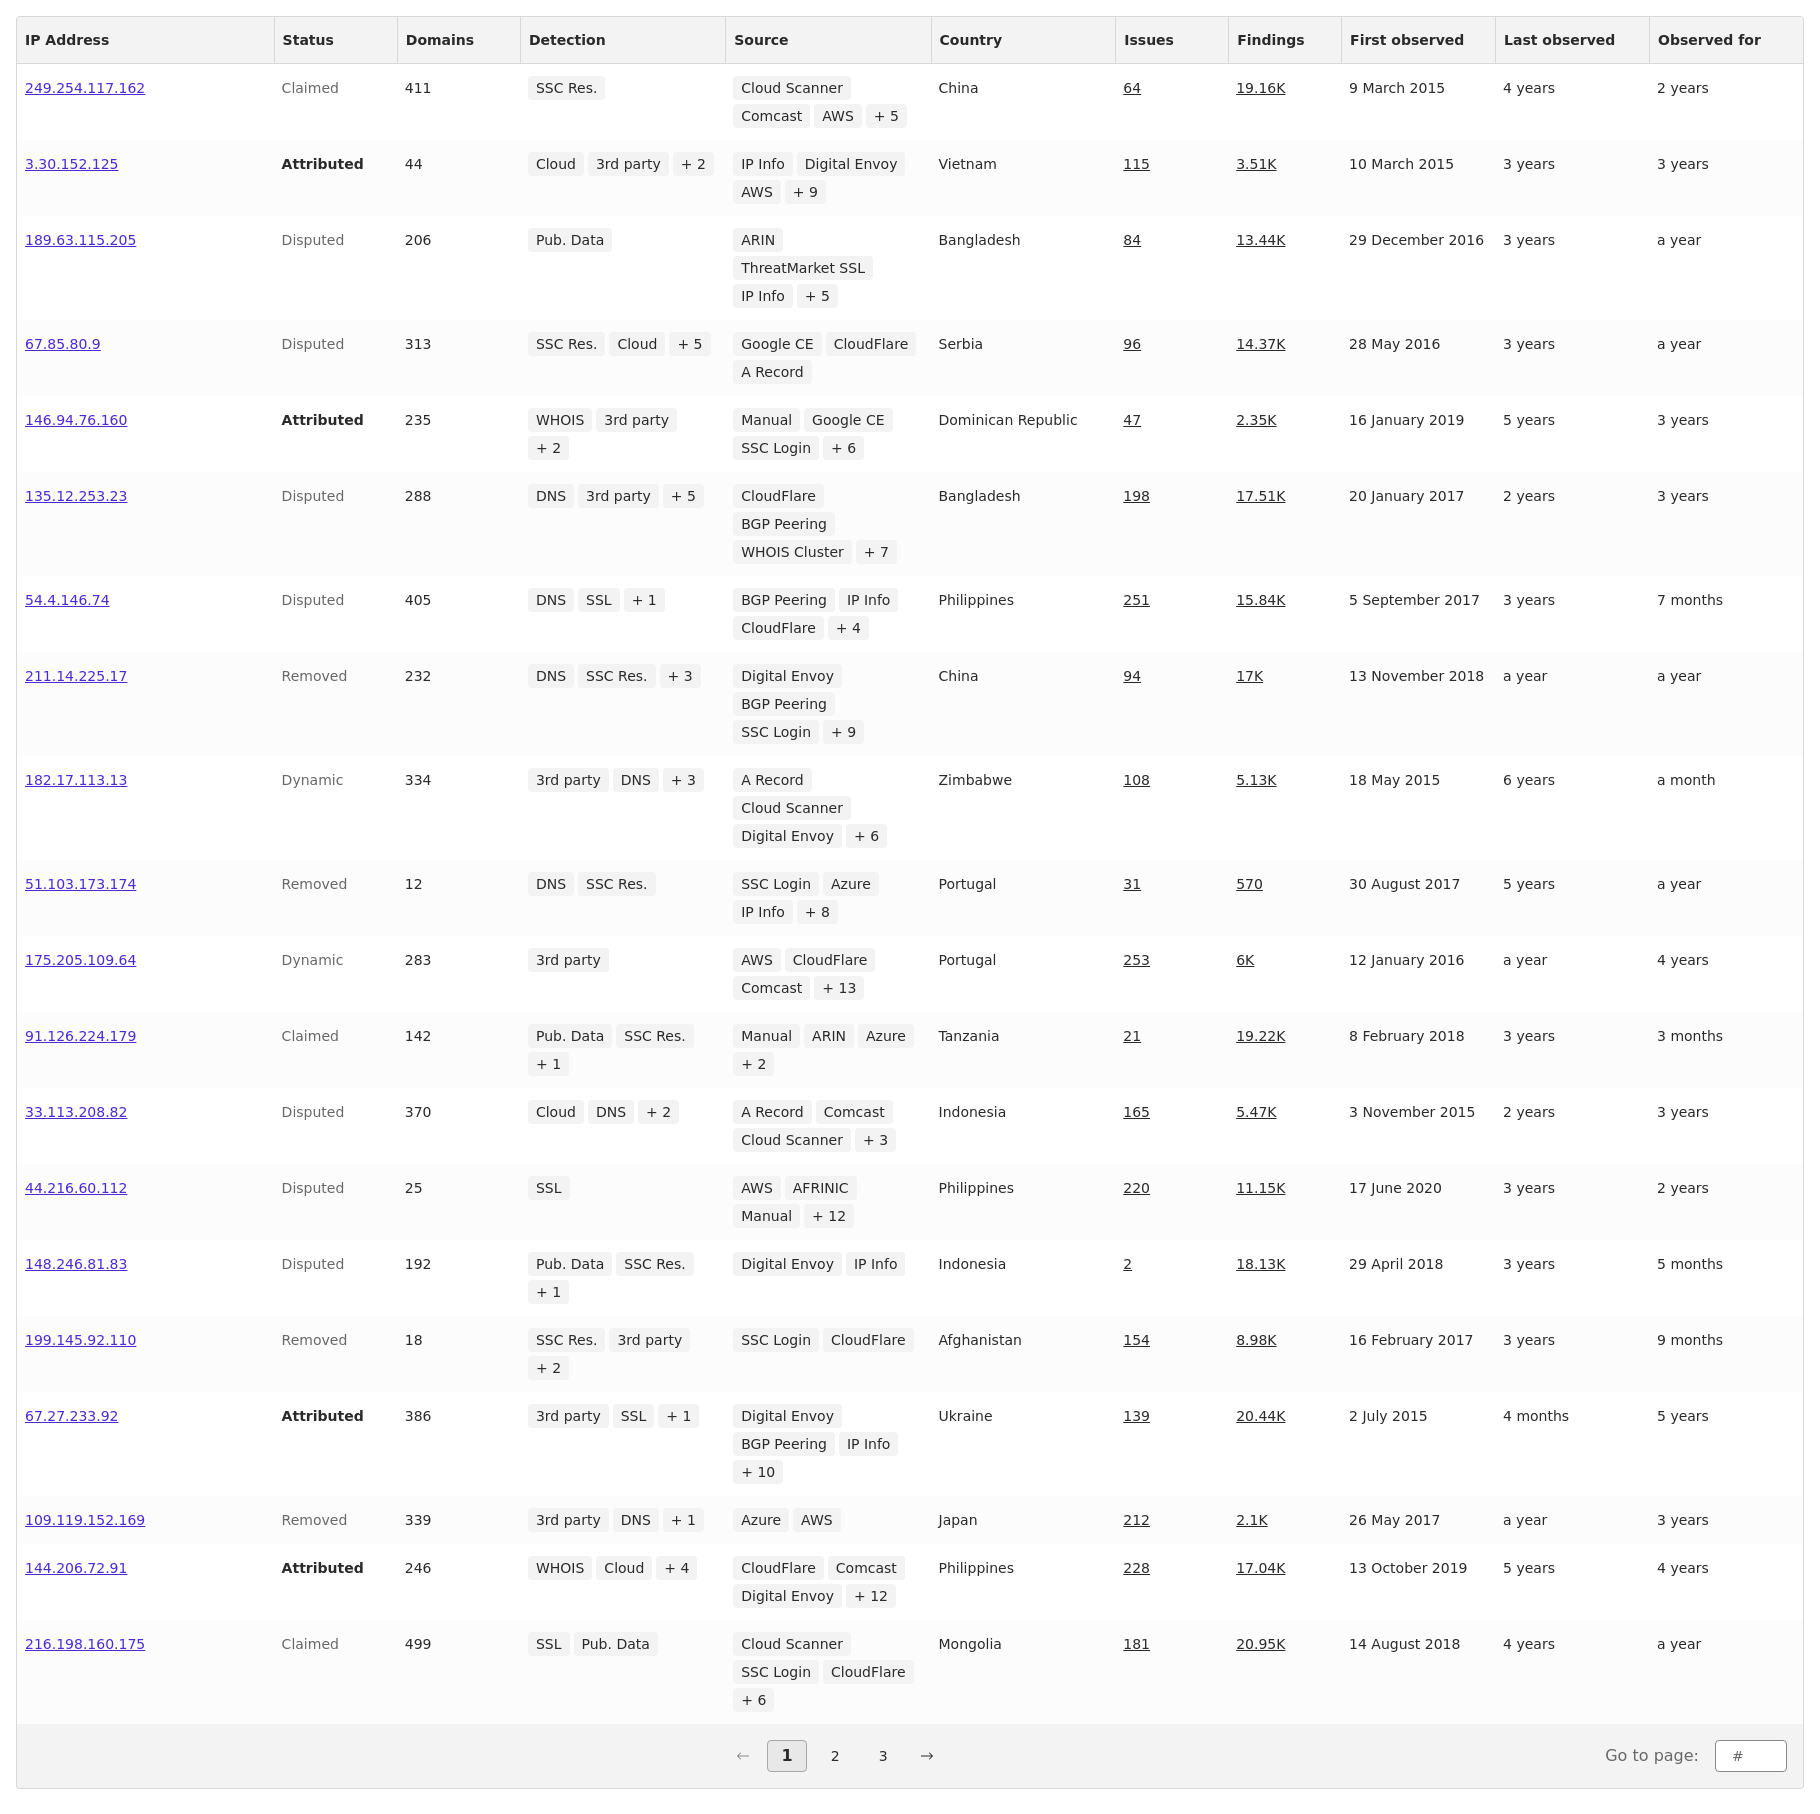 IP Address Status Domains Detection Source Country Issues Findings First observed Last observed Observed for
249.254.117.162 Claimed 411 SSC Res. Cloud Scanner China 64 19.16K 9 March 2015 4 years 2 years
Comcast AWS + 5
3.30.152.125 Attributed 44 Cloud 3rd party + 2 IP Info Digital Envoy Vietnam 115 3.51K 10 March 2015 3 years 3 years
AWS + 9
189.63.115.205 Disputed 206 Pub. Data ARIN Bangladesh 84 13.44K 29 December 2016 3 years a year
ThreatMarket SSL
IP Info + 5
67.85.80.9 Disputed 313 SSC Res. Cloud + 5 Google CE CloudFlare Serbia 96 14.37K 28 May 2016 3 years a year
A Record
146.94.76.160 Attributed 235 WHOIS 3rd party Manual Google CE Dominican Republic 47 2.35K 16 January 2019 5 years 3 years
+ 2 SSC Login + 6
135.12.253.23 Disputed 288 DNS 3rd party + 5 CloudFlare Bangladesh 198 17.51K 20 January 2017 2 years 3 years
BGP Peering
WHOIS Cluster + 7
54.4.146.74 Disputed 405 DNS SSL + 1 BGP Peering IP Info Philippines 251 15.84K 5 September 2017 3 years 7 months
CloudFlare + 4
211.14.225.17 Removed 232 DNS SSC Res. + 3 Digital Envoy China 94 17K 13 November 2018 a year a year
BGP Peering
SSC Login + 9
182.17.113.13 Dynamic 334 3rd party DNS + 3 A Record Zimbabwe 108 5.13K 18 May 2015 6 years a month
Cloud Scanner
Digital Envoy + 6
51.103.173.174 Removed 12 DNS SSC Res. SSC Login Azure Portugal 31 570 30 August 2017 5 years a year
IP Info + 8
175.205.109.64 Dynamic 283 3rd party AWS CloudFlare Portugal 253 6K 12 January 2016 a year 4 years
Comcast + 13
91.126.224.179 Claimed 142 Pub. Data SSC Res. Manual ARIN Azure Tanzania 21 19.22K 8 February 2018 3 years 3 months
+ 1 + 2
33.113.208.82 Disputed 370 Cloud DNS + 2 A Record Comcast Indonesia 165 5.47K 3 November 2015 2 years 3 years
Cloud Scanner + 3
44.216.60.112 Disputed 25 SSL AWS AFRINIC Philippines 220 11.15K 17 June 2020 3 years 2 years
Manual + 12
148.246.81.83 Disputed 192 Pub. Data SSC Res. Digital Envoy IP Info Indonesia 2 18.13K 29 April 2018 3 years 5 months
+ 1
199.145.92.110 Removed 18 SSC Res. 3rd party SSC Login CloudFlare Afghanistan 154 8.98K 16 February 2017 3 years 9 months
+ 2
67.27.233.92 Attributed 386 3rd party SSL + 1 Digital Envoy Ukraine 139 20.44K 2 July 2015 4 months 5 years
BGP Peering IP Info
+ 10
109.119.152.169 Removed 339 3rd party DNS + 1 Azure AWS Japan 212 2.1K 26 May 2017 a year 3 years
144.206.72.91 Attributed 246 WHOIS Cloud + 4 CloudFlare Comcast Philippines 228 17.04K 13 October 2019 5 years 4 years
Digital Envoy + 12
216.198.160.175 Claimed 499 SSL Pub. Data Cloud Scanner Mongolia 181 20.95K 14 August 2018 4 years a year
SSC Login CloudFlare
+ 6
← 1 2 3 → Go to page: #